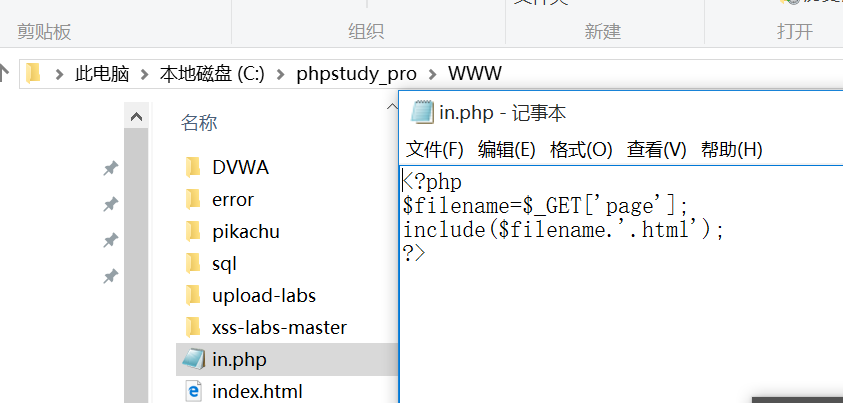 剪贴板
组织
新建
打开
此电脑 > 本地磁盘 (C:) > phpstudy_pro > WWW
名称
DVWA
error
pikachu
sql
upload-labs
xss-labs-master
in.php
index.html
in.php - 记事本
文件(F) 编辑(E) 格式(O) 查看(V) 帮助(H)
<?php
$filename=$_GET['page'];
include($filename.'.html');
?>